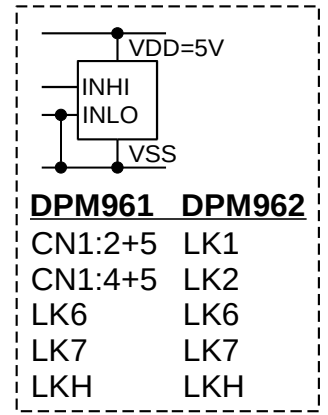 VDD=5V
INHI
INLO
VSS
DPM961 DPM962
CN1:2+5 LK1
CN1:4+5 LK2
LK6 LK6
LK7 LK7
LKH LKH